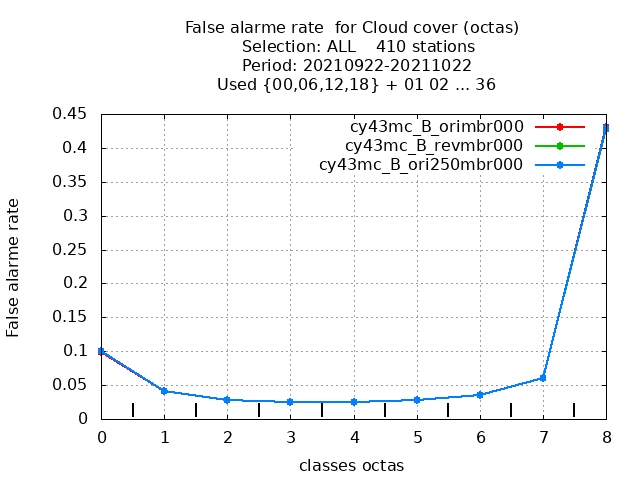 False alarme rate  for Cloud cover (octas)
Selection: ALL    410 stations
Period: 20210922-20211022
Used {00,06,12,18} + 01 02 ... 36
cy43mc_B_orimbr000
cy43mc_B_revmbr000
cy43mc_B_ori250mbr000
False alarme rate
0.45
0.4
0.35
0.3
0.25
0.2
0.15
0.1
0.05
0
0 1 2 3 4 5 6 7 8
classes octas